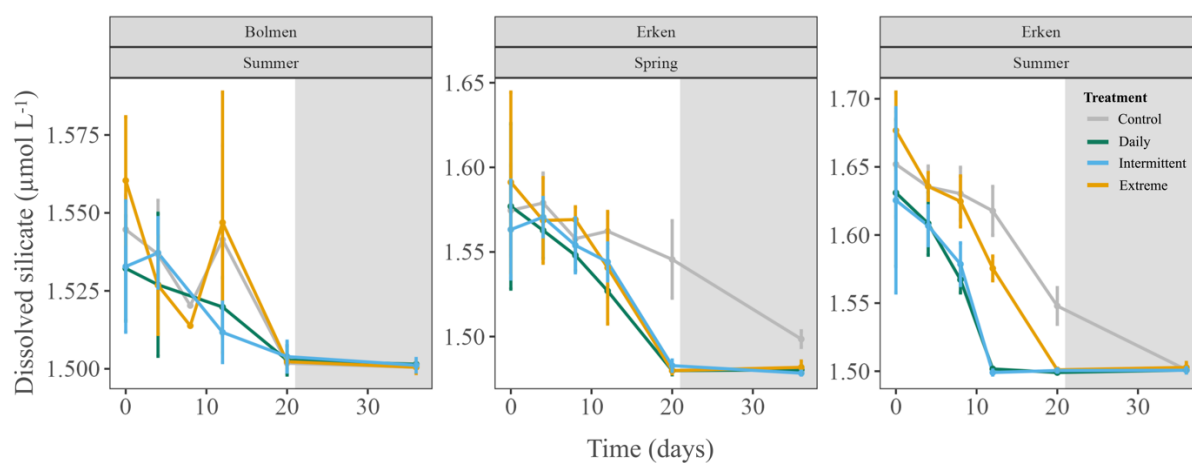 Bolmen
Erken
Erken
Summer
Spring
Summer
Dissolved silicate (µmol L⁻¹)
1.575
1.550
1.525
1.500
1.65
1.60
1.55
1.50
1.70
1.65
1.60
1.55
1.50
Treatment
Control
Daily
Intermittent
Extreme
0 10 20 30
0 10 20 30
0 10 20 30
Time (days)